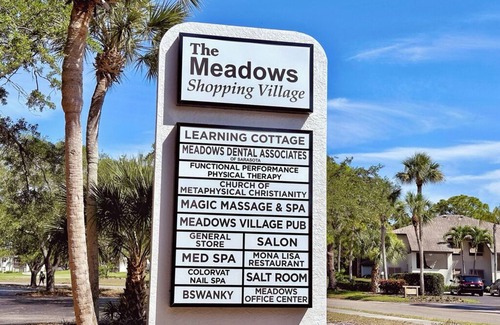 The
Meadows
Shopping Village
LEARNING COTTAGE
MEADOWS DENTAL ASSOCIATES
OF SARASOTA
FUNCTIONAL PERFORMANCE
PHYSICAL THERAPY
CHURCH OF
METAPHYSICAL CHRISTIANITY
MAGIC MASSAGE & SPA
MEADOWS VILLAGE PUB
GENERAL
STORE
SALON
MED SPA
MONA LISA
RESTAURANT
COLORVAT
NAIL SPA
SALT ROOM
BSWANKY
MEADOWS
OFFICE CENTER